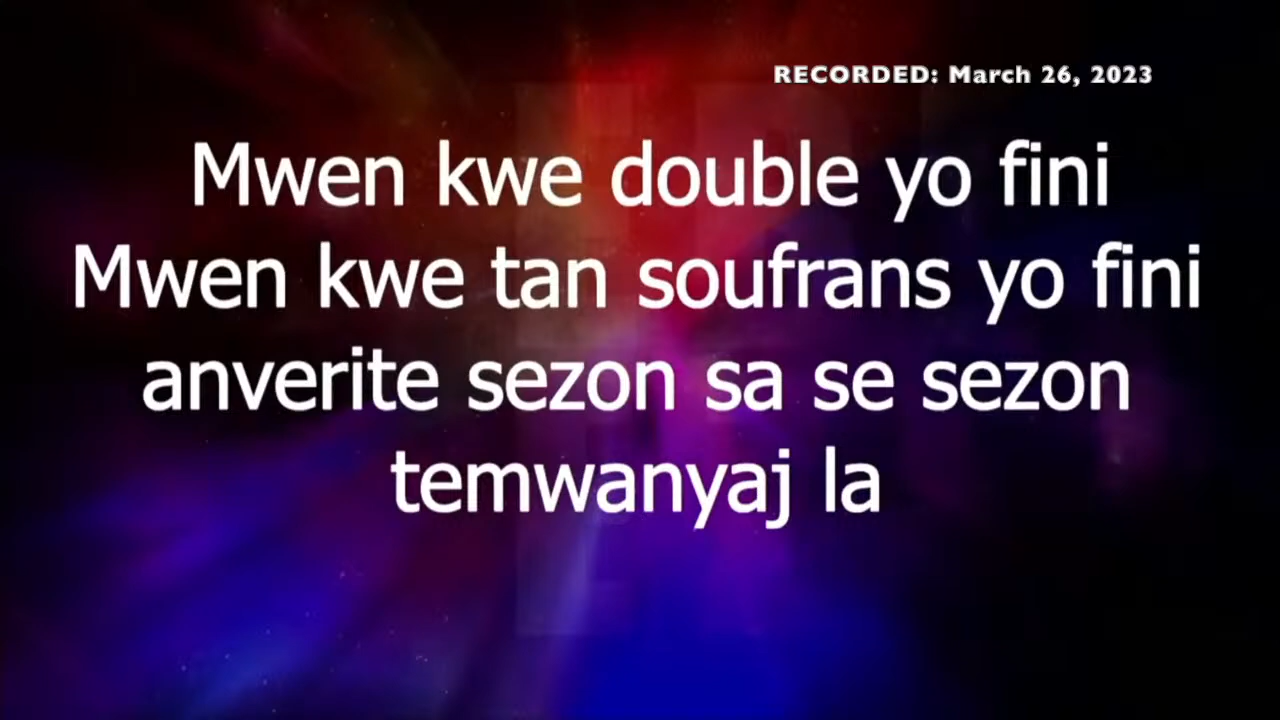 RECORDED: March 26, 2023
Mwen kwe double yo fini
Mwen kwe tan soufrans yo fini
anverite sezon sa se sezon
temwanyaj la